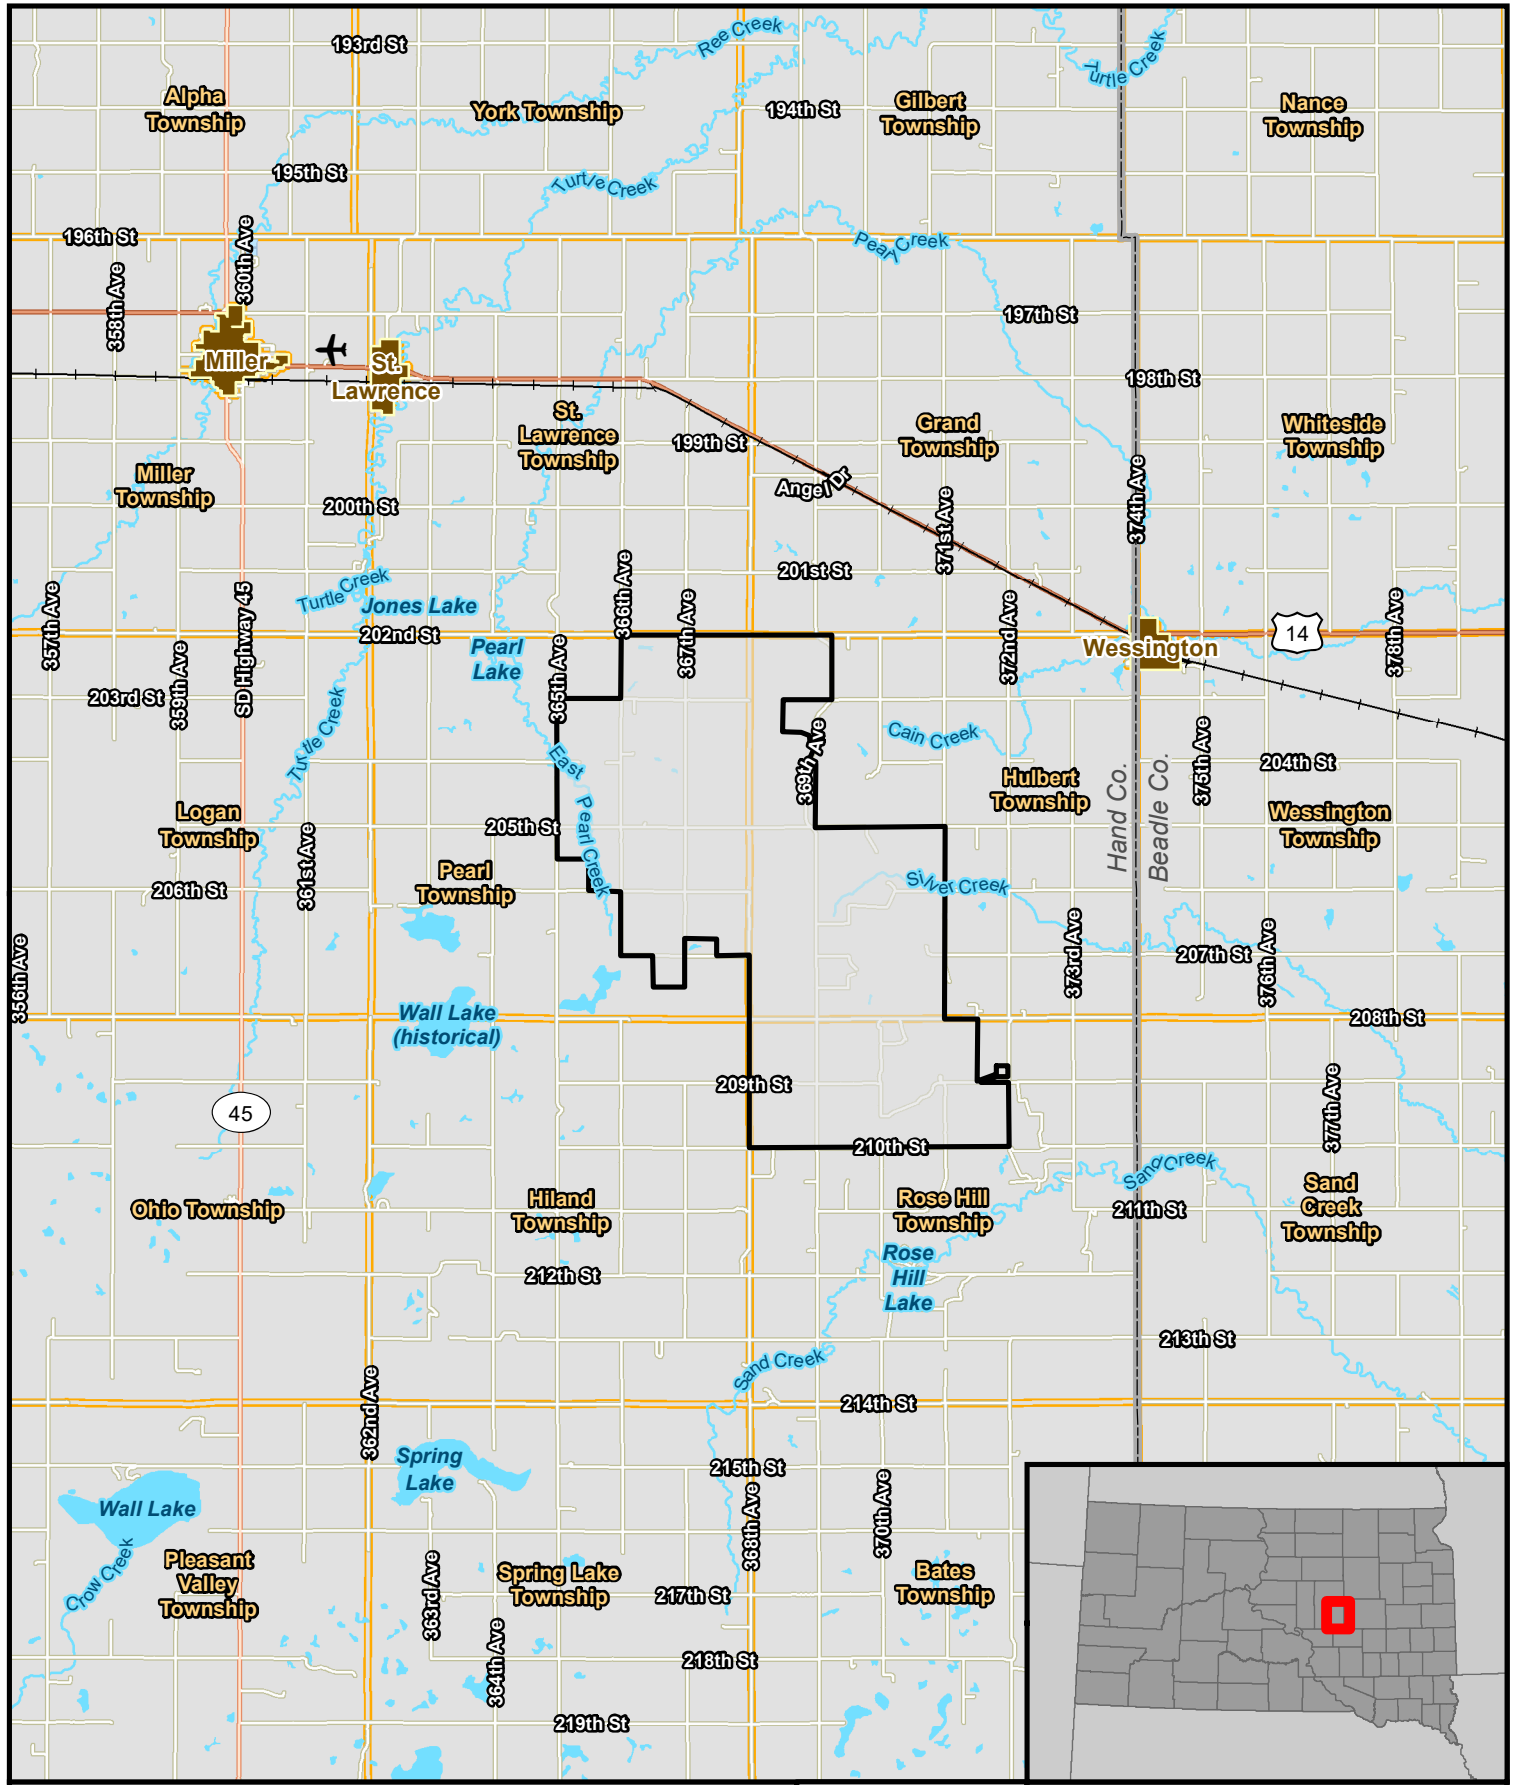 193rd St
Ree Creek
Turtle Creek
Alpha
Township
York Township
194th St
Gilbert
Township
Nance
Township
195th St
Turtle Creek
196th St
360th Ave
Pearl Creek
358th Ave
197th St
Miller
St.
Lawrence
198th St
St.
Lawrence
Township
199th St
Grand
Township
Whiteside
Township
Miller
Township
Angel Dr
200th St
371st Ave
374th Ave
201st St
Turtle Creek
Jones Lake
366th Ave
367th Ave
372nd Ave
378th Ave
357th Ave
SD Highway 45
202nd St
14
Wessington
Pearl
Lake
365th Ave
359th Ave
203rd St
Turtle Creek
369th Ave
Cain Creek
375th Ave
East Pearl Creek
204th St
Hulbert
Township
Hand Co.
Beadle Co.
Logan
Township
205th St
Wessington
Township
361st Ave
Pearl
Township
206th St
Silver Creek
356th Ave
373rd Ave
207th St
376th Ave
Wall Lake
(historical)
208th St
209th St
377th Ave
45
210th St
Sand Creek
Ohio Township
Hiland
Township
Rose Hill
Township
211th St
Sand
Creek
Township
Rose
Hill
Lake
212th St
213th St
Sand Creek
362nd Ave
214th St
Spring
Lake
215th St
Wall Lake
368th Ave
370th Ave
Crow Creek
Pleasant
Valley
Township
363rd Ave
Spring Lake
Township
217th St
Bates
Township
364th Ave
218th St
219th St